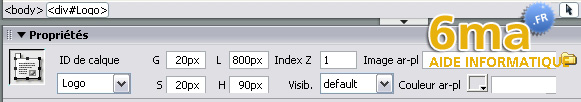 <body> <div#Logo>
6ma .FR
Propriétés
AIDE INFORMATIQUE
ID de calque G 20px L 800px Index Z 1 Image ar-pl
Logo S 20px H 90px Visib. default Couleur ar-pl